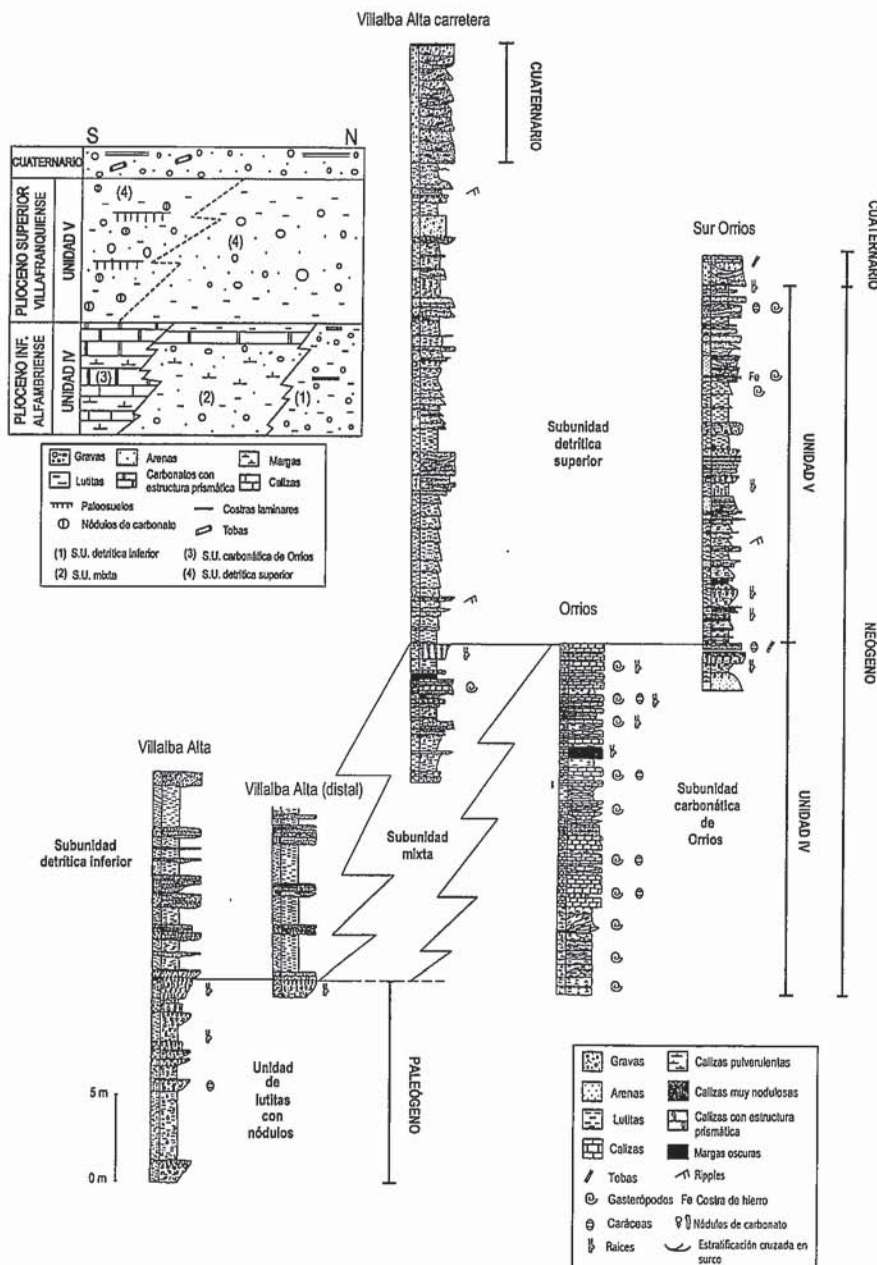 Villalba Alta carretera
CUATERNARIO
S
N
CUATERNARIO
(4)
PLIOCENO SUPERIOR
VILLAFRANQUIENSE
UNIDAD V
(4)
PLIOCENO INF.
ALFAMBRIENSE
UNIDAD IV
(3)
(2)
(1)
Gravas
Arenas
Margas
Lutitas
Carbonatos con
estructura prismática
Calizas
Paleosuelos
Costras laminares
Nódulos de carbonato
Tobas
(1) S.U. detrítica inferior
(3) S.U. carbonática de Orrios
(2) S.U. mixta
(4) S.U. detrítica superior
Sur Orrios
CUATERNARIO
Fe
Subunidad
detrítica
superior
UNIDAD V
NEÓGENO
Orrios
Villalba Alta
Villalba Alta (distal)
Subunidad
detrítica inferior
Subunidad
mixta
Subunidad
carbonática
de
Orrios
UNIDAD IV
Unidad
de
lutitas
con
nódulos
PALEÓGENO
5 m
0 m
Gravas
Calizas pulverulentas
Arenas
Calizas muy nodulosas
Lutitas
Calizas con estructura
prismática
Calizas
Margas oscuras
Tobas
Ripples
Gasterópodos
Fe Costra de hierro
Caráceas
Nódulos de carbonato
Raices
Estratificación cruzada en
surco